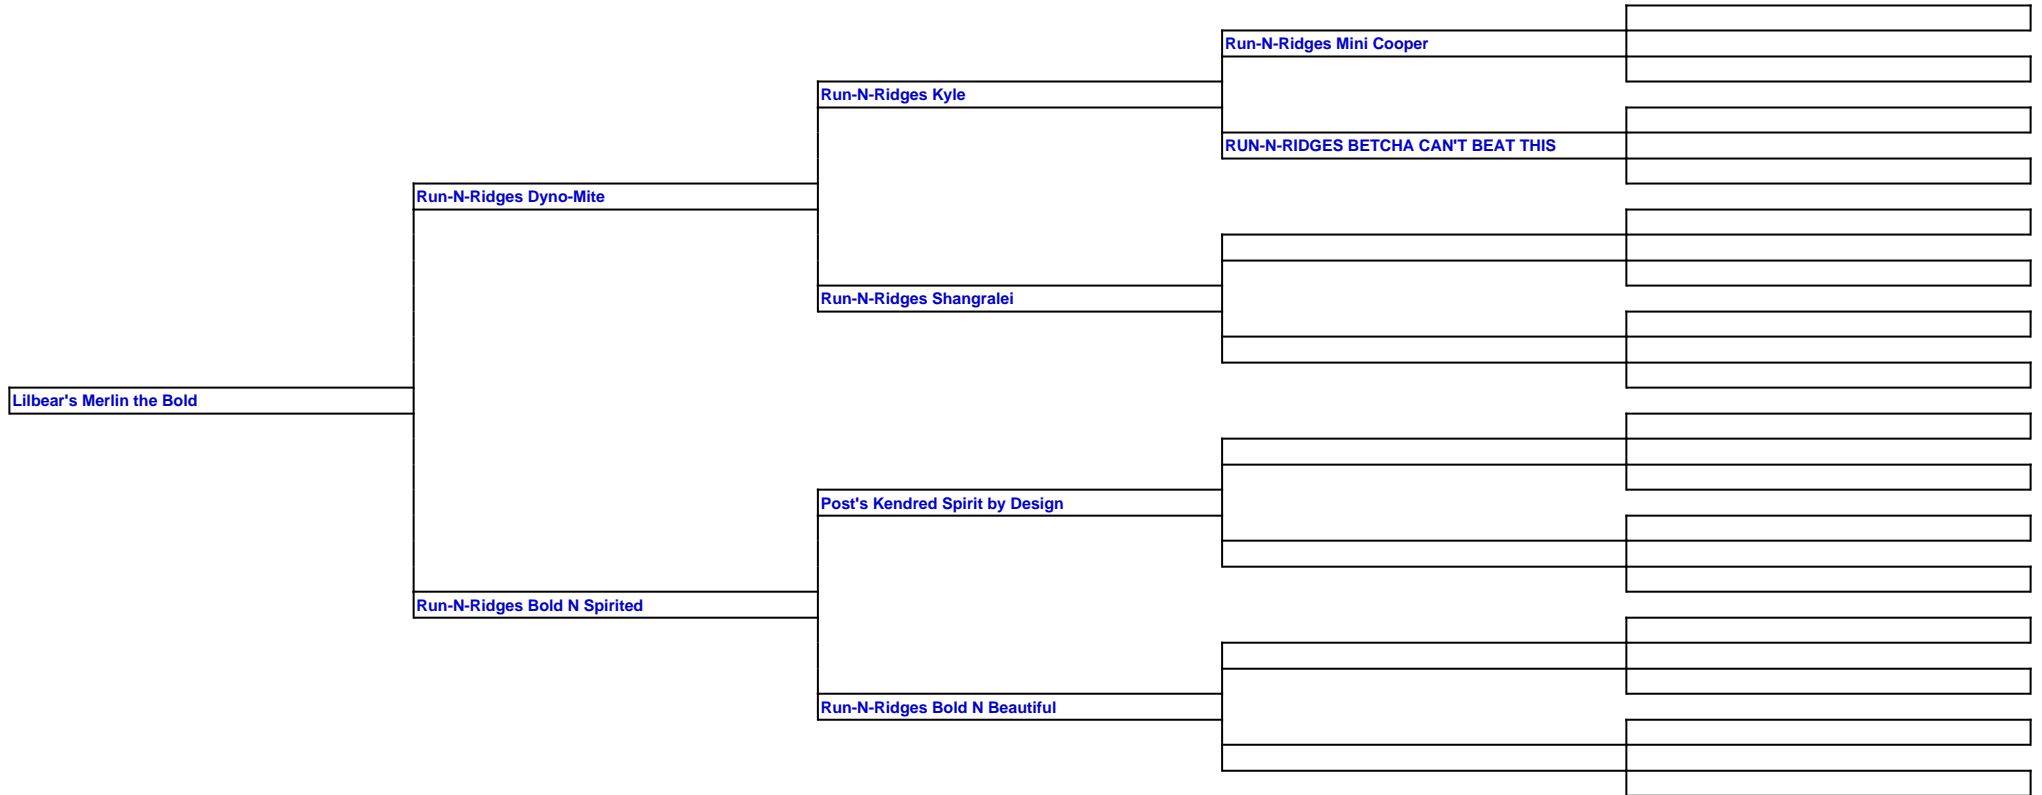 Run-N-Ridges Mini Cooper
Run-N-Ridges Kyle
RUN-N-RIDGES BETCHA CAN'T BEAT THIS
Run-N-Ridges Dyno-Mite
Run-N-Ridges Shangralei
Lilbear's Merlin the Bold
Post's Kendred Spirit by Design
Run-N-Ridges Bold N Spirited
Run-N-Ridges Bold N Beautiful